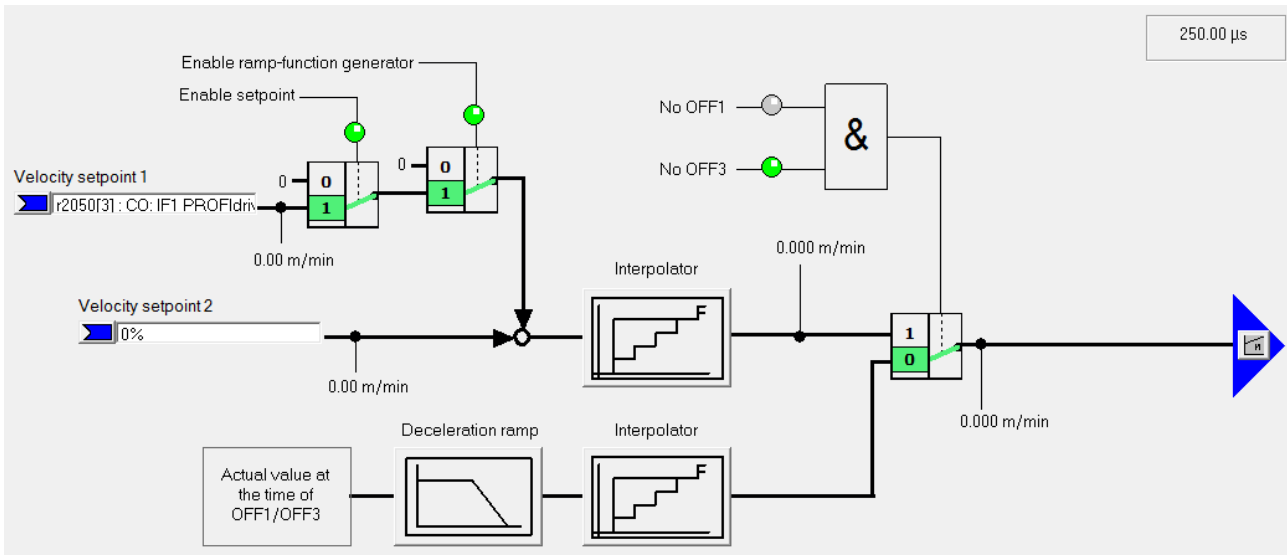 250.00 µs
Enable ramp-function generator
Enable setpoint
No OFF1
&
No OFF3
0
0
0
0
1
1
Velocity setpoint 1
r2050[3] : CO: IF1 PROFIdriv
0.00 m/min
0.000 m/min
Interpolator
Velocity setpoint 2
0%
1
0
0.00 m/min
0.000 m/min
Deceleration ramp
Interpolator
Actual value at
the time of
OFF1/OFF3